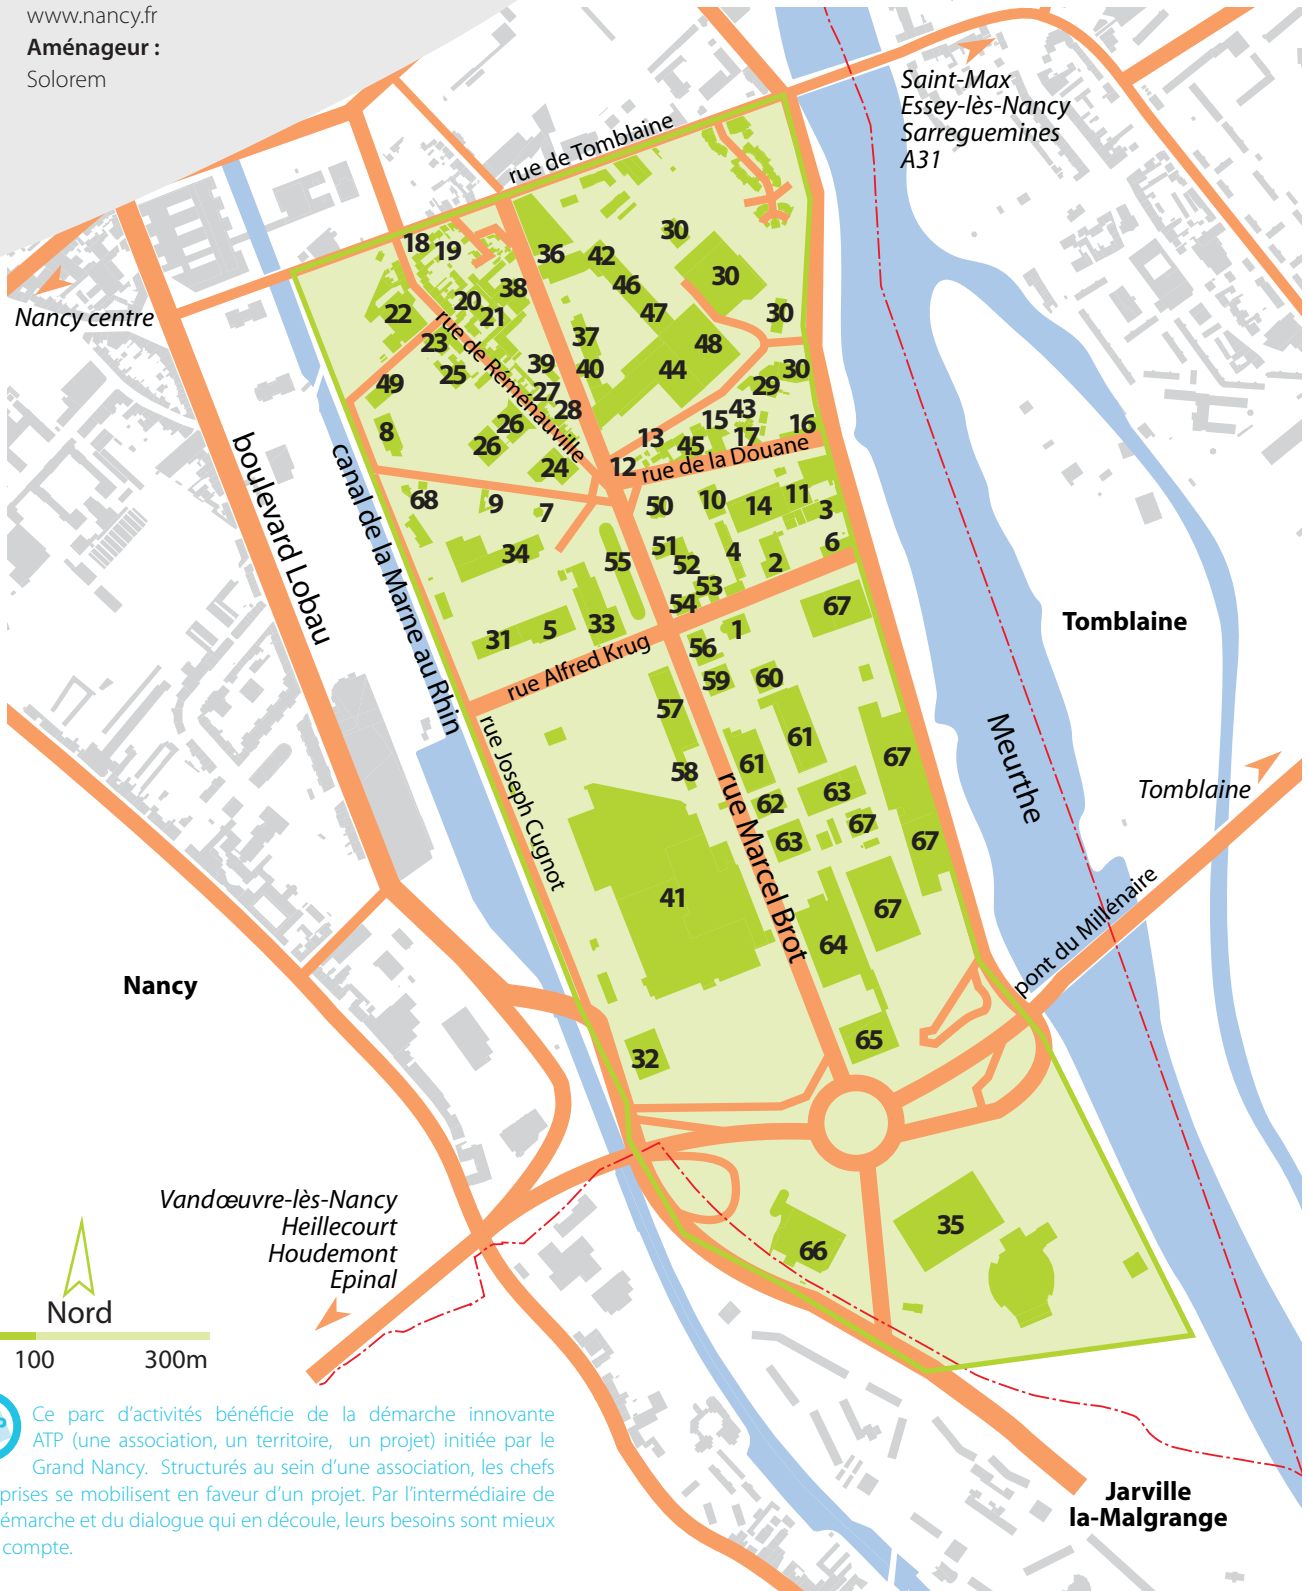 www.nancy.fr
Aménageur :
Solorem
Saint-Max
Essey-lès-Nancy
Sarreguemines
A31
rue de Tomblaine
Nancy centre
18
19
36
42
30
30
46
38
20
21
22
47
30
37
23
48
rue de Réménauville
39
40
44
30
25
49
27
29
28
43
26
15
16
8
13
17
26
45
24
12
rue de la Douane
boulevard Lobau
canal de la Marne au Rhin
68
9
7
50
10
14
11
3
34
55
51
52
4
2
6
53
54
67
Tomblaine
31
5
33
1
56
rue Alfred Krug
59
60
57
rue Joseph Cugnot
61
61
58
67
Meurthe
Tomblaine
rue Marcel Brot
62
63
67
63
67
41
67
64
pont du Millénaire
Nancy
65
32
Vandœuvre-lès-Nancy
Heillecourt
Houdemont
Epinal
35
66
Nord
100
300m
Ce parc d'activités bénéficie de la démarche innovante
ATP (une association, un territoire, un projet) initiée par le
Grand Nancy. Structurés au sein d'une association, les chefs
prises se mobilisent en faveur d'un projet. Par l'intermédiaire de
émarche et du dialogue qui en découle, leurs besoins sont mieux
compte.
Jarville
la-Malgrange